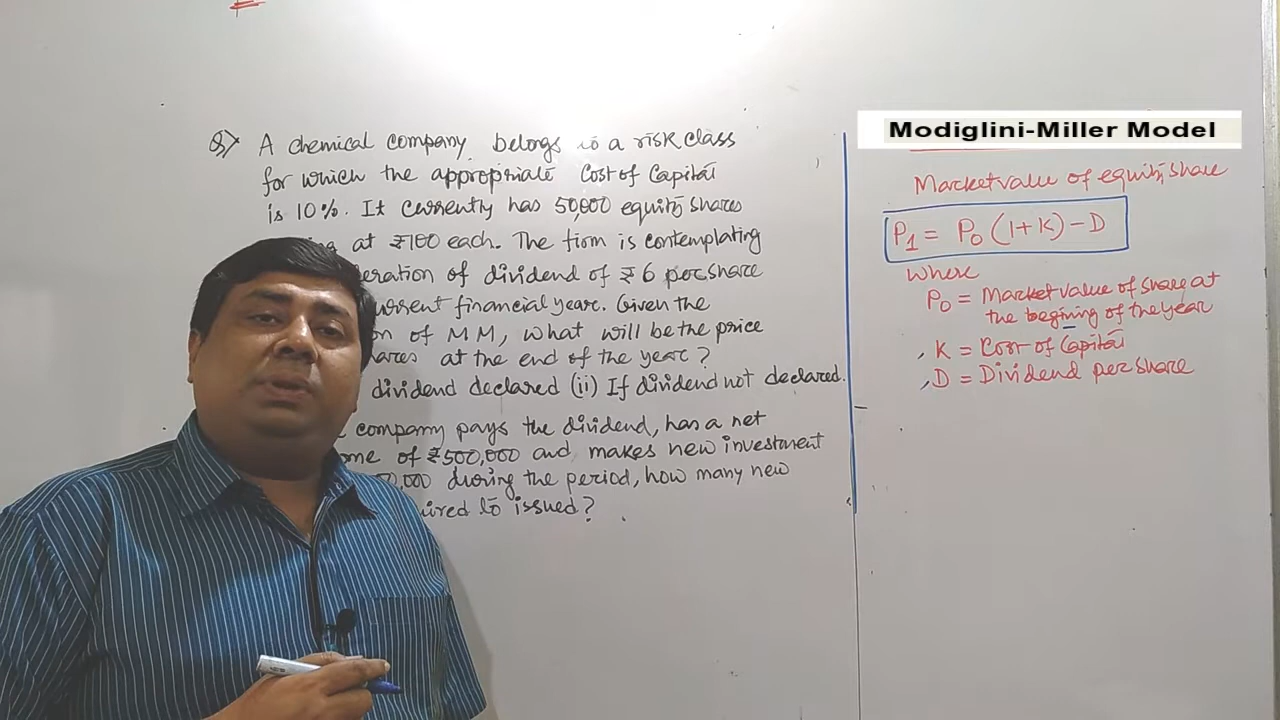 Q> A chemical company belongs to a risk class
for which the appropriate Cost of Capital
is 10%. It currently has 50,000 equity shares
at ₹100 each. The firm is contemplating
of dividend of ₹6 per share
current financial year. Given the
of MM, what will be the price
at the end of the year?
dividend declared (ii) If dividend not declared.
company pays the dividend, has a net
of ₹500,000 and, makes new investment
during the period, how many new
to issued?
Modiglini-Miller Model
Market value of equity share
P1 = P0 (1+K) - D
where
P0 = Market value of share at
the begining of the year
, K = Cost of Capital
, D = Dividend per share